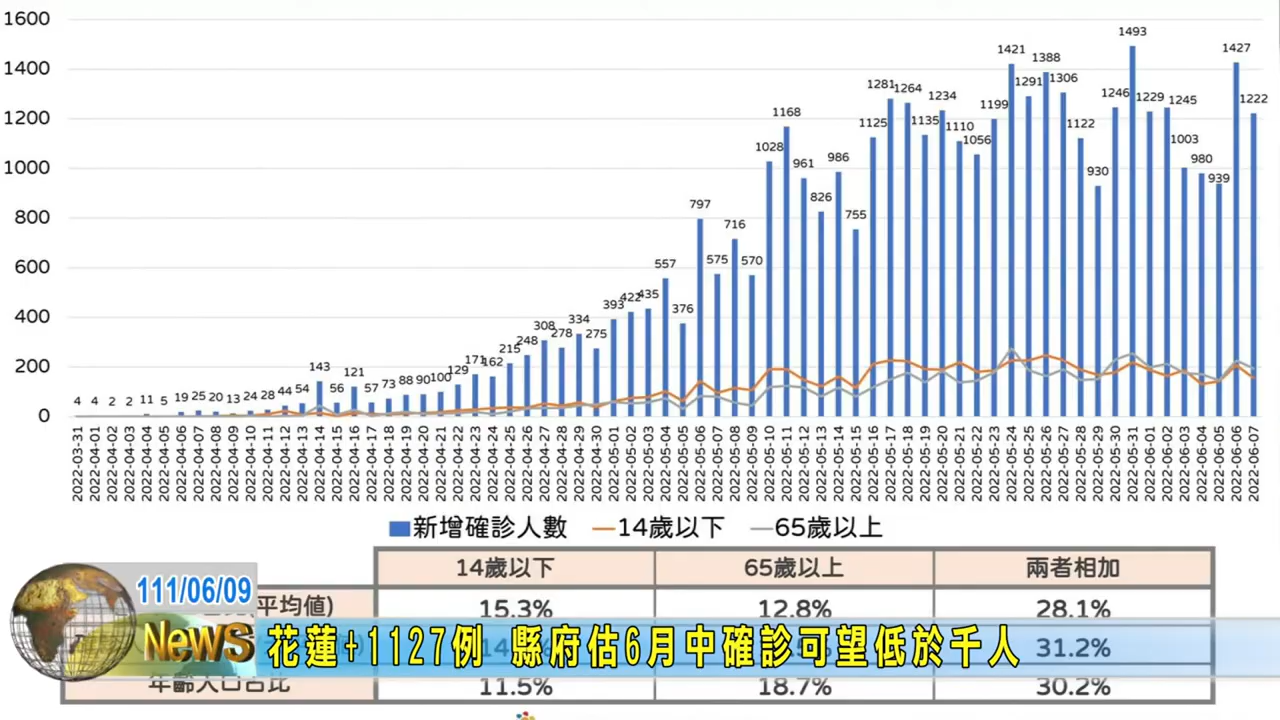 1600
1400
1200
1000
800
600
400
200
0
4 4 2 2 11 5 19 25 20 13 24 28 44 54 143 56 121 57 73 88 90 100 129 171 162 215 248 308 278 334 275 393 422 435 557 376 797 575 716 570 1028 1168 961 826 986 755 1125 1281 1264 1135 1234 1110 1056 1199 1421 1291 1388 1306 1122 930 1246 1493 1229 1245 1003 980 939 1427 1222
2022-03-31 2022-04-01 2022-04-02 2022-04-03 2022-04-04 2022-04-05 2022-04-06 2022-04-07 2022-04-08 2022-04-09 2022-04-10 2022-04-11 2022-04-12 2022-04-13 2022-04-14 2022-04-15 2022-04-16 2022-04-17 2022-04-18 2022-04-19 2022-04-20 2022-04-21 2022-04-22 2022-04-23 2022-04-24 2022-04-25 2022-04-26 2022-04-27 2022-04-28 2022-04-29 2022-04-30 2022-05-01 2022-05-02 2022-05-03 2022-05-04 2022-05-05 2022-05-06 2022-05-07 2022-05-08 2022-05-09 2022-05-10 2022-05-11 2022-05-12 2022-05-13 2022-05-14 2022-05-15 2022-05-16 2022-05-17 2022-05-18 2022-05-19 2022-05-20 2022-05-21 2022-05-22 2022-05-23 2022-05-24 2022-05-25 2022-05-26 2022-05-27 2022-05-28 2022-05-29 2022-05-30 2022-05-31 2022-06-01 2022-06-02 2022-06-03 2022-06-04 2022-06-05 2022-06-06 2022-06-07
新增確診人數 14歲以下 65歲以上
14歲以下 65歲以上 兩者相加
111/06/09
(平均值) 15.3% 12.8% 28.1%
NewS 花蓮+1127例 縣府估6月中確診可望低於千人
31.2%
年齡人口占比 11.5% 18.7% 30.2%